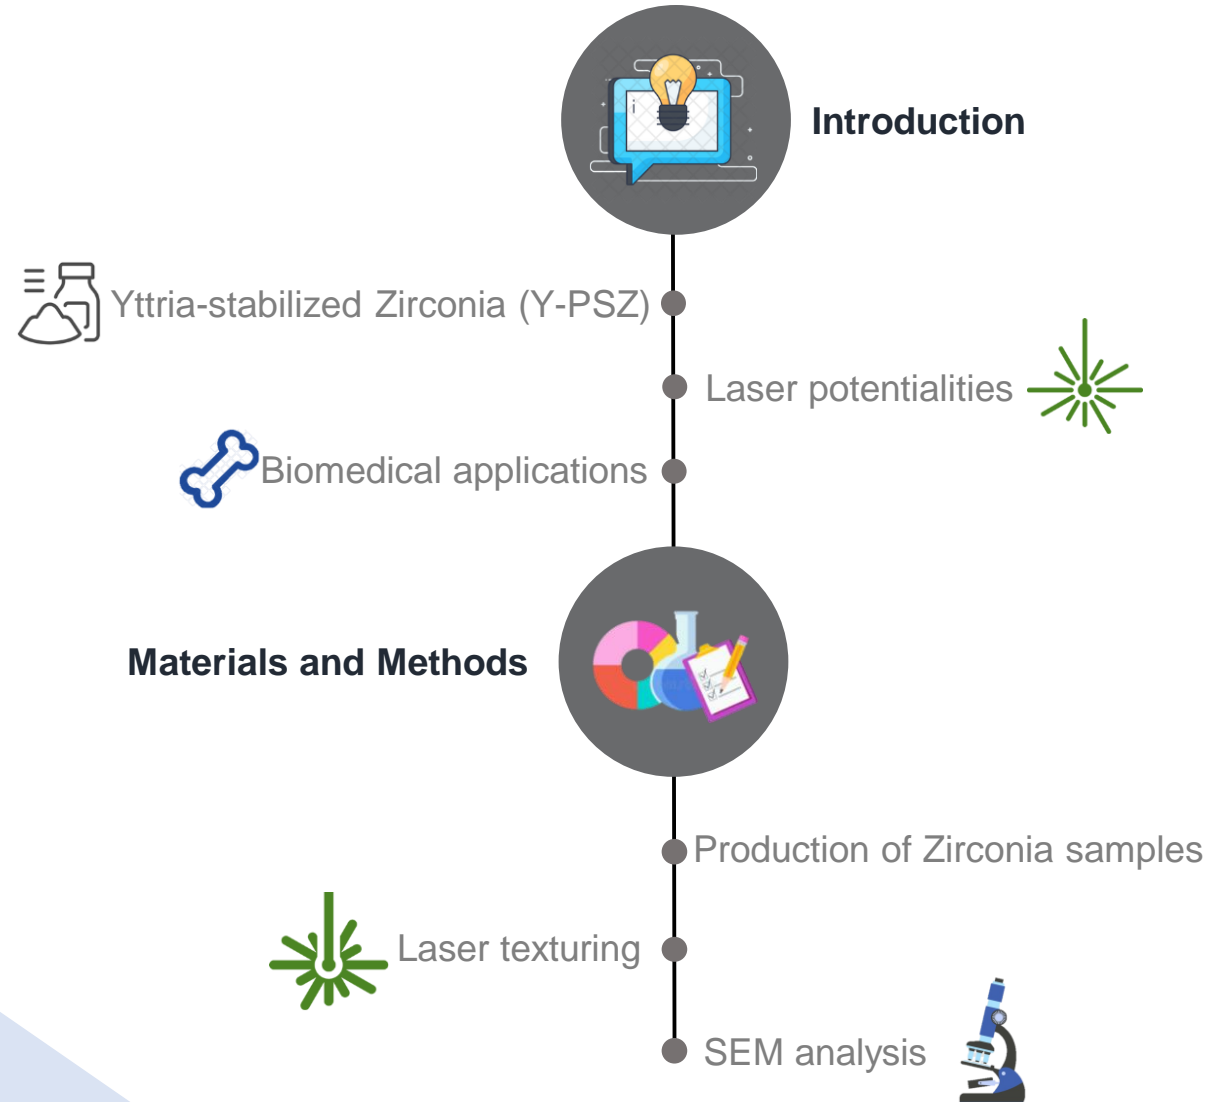 Introduction
Yttria-stabilized Zirconia (Y-PSZ)
Laser potentialities
Biomedical applications
Materials and Methods
Production of Zirconia samples
Laser texturing
SEM analysis